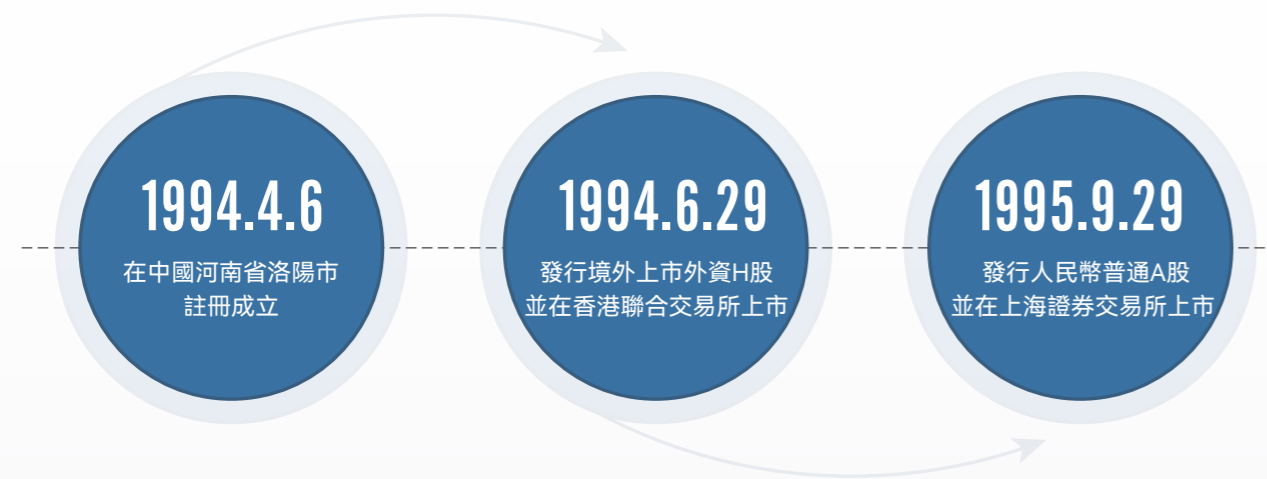 1994.4.6
在中國河南省洛陽市
註冊成立
1994.6.29
發行境外上市外資H股
並在香港聯合交易所上市
1995.9.29
發行人民幣普通A股
並在上海證券交易所上市